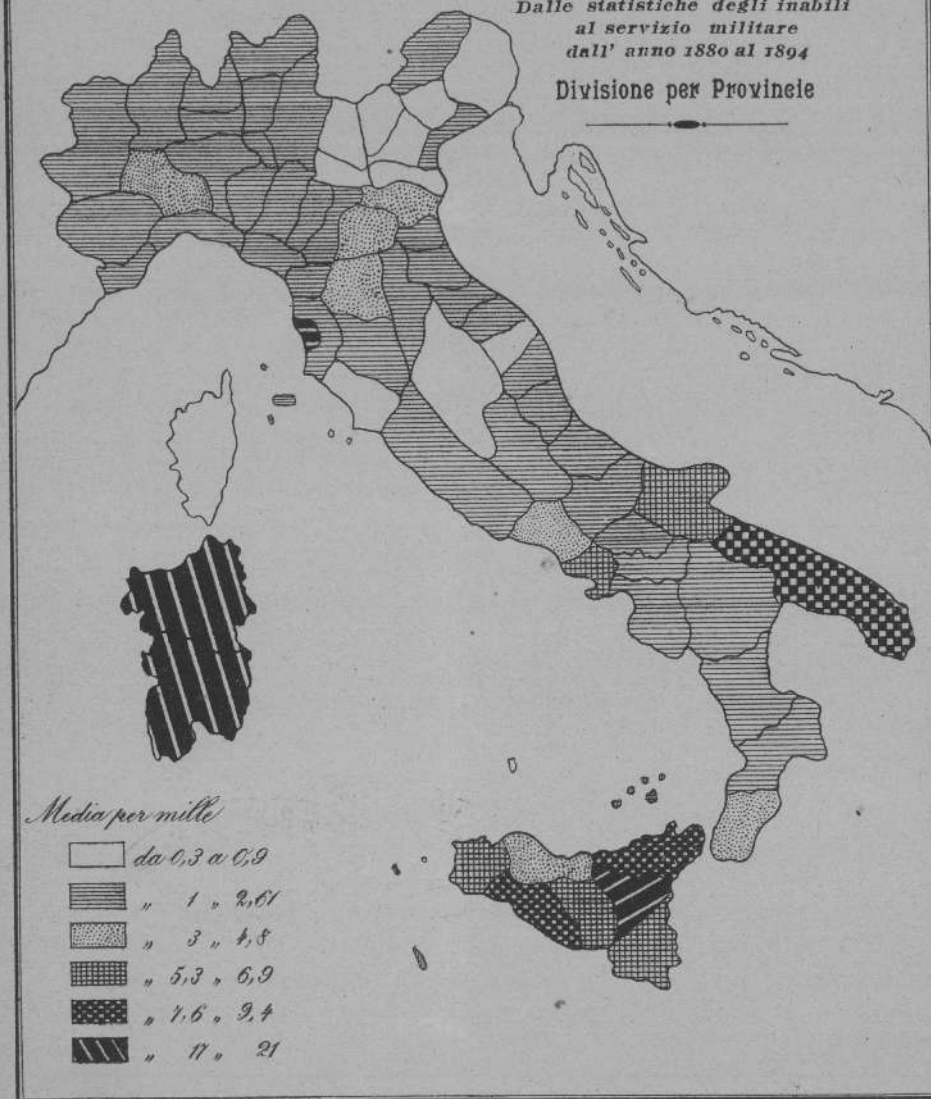 Dalle statistiche degli inabili
al servizio militare
dall' anno 1880 al 1894
Divisione per Provincie
Media per mille
da 0,3 a 0,9
„ 1 „ 2,61
„ 3 „ 4,8
„ 5,3 „ 6,9
„ 7,6 „ 9,4
„ 17 „ 21